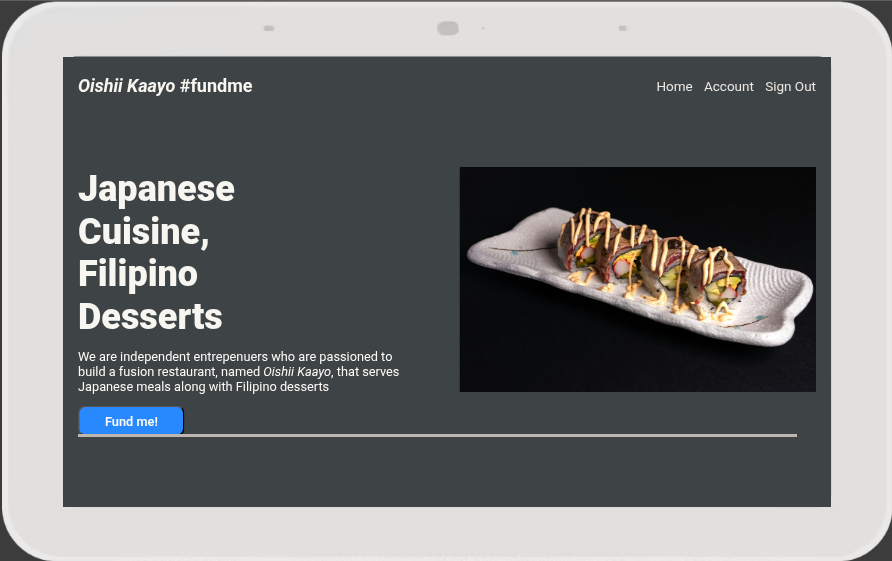 Oishii Kaayo #fundme
Home Account Sign Out
Japanese
Cuisine,
Filipino
Desserts
We are independent entrepenuers who are passioned to
build a fusion restaurant, named Oishii Kaayo, that serves
Japanese meals along with Filipino desserts
Fund me!